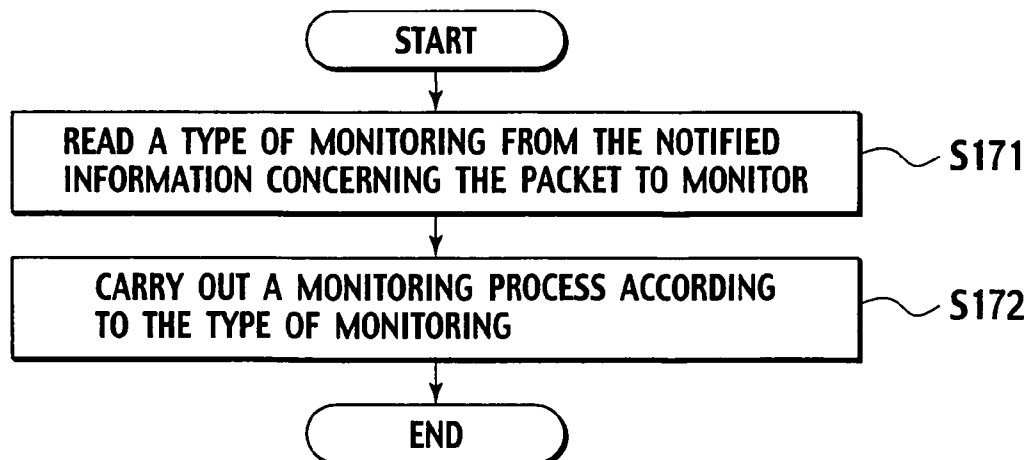 START
READ A TYPE OF MONITORING FROM THE NOTIFIED
INFORMATION CONCERNING THE PACKET TO MONITOR
S171
CARRY OUT A MONITORING PROCESS ACCORDING
TO THE TYPE OF MONITORING
S172
END